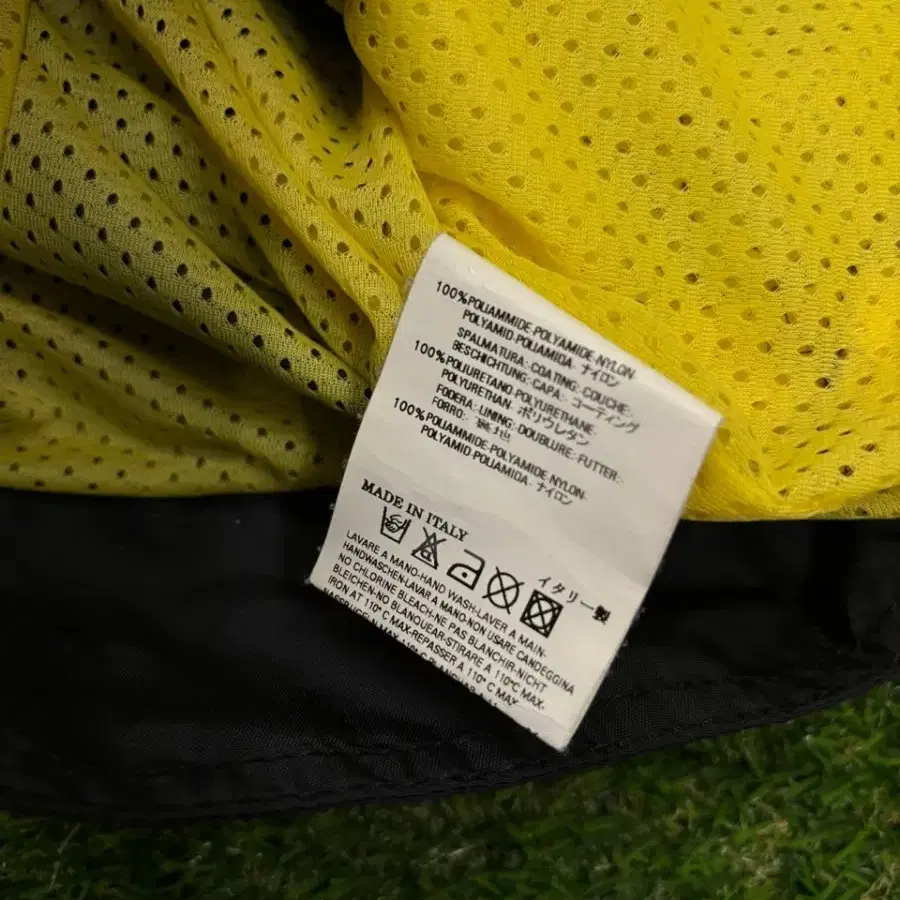 100%POLIAMMIDE-POLYAMIDE-NYLON-
POLYAMID-POLIAMIDA-ナイロン
SPALMATURA:-COATING:-COUCHE:
BESCHICHTUNG:-CAPA:-コーティング
100%POLIURETANO-POLYURETHANE-
POLYURETHAN-ポリウレタン
FODERA:-LINING:-DOUBLURE:-FUTTER:-
FORRO:-裏地
100%POLIAMMIDE-POLYAMIDE-NYLON-
POLYAMID-POLIAMIDA-ナイロン
MADE IN ITALY
イタリー製
LAVARE A MANO-HAND WASH-LAVER A MAIN-
HANDWASCHEN-LAVAR A MANO-NON USARE CANDEGGINA
NO CHLORINE BLEACH-NE PAS BLANCHIR-NICHT
BLEICHEN-NO BLANQUEAR-STIRARE A 110°C MAX-
IRON AT 110°C MAX-REPASSER A 110°C MAX-